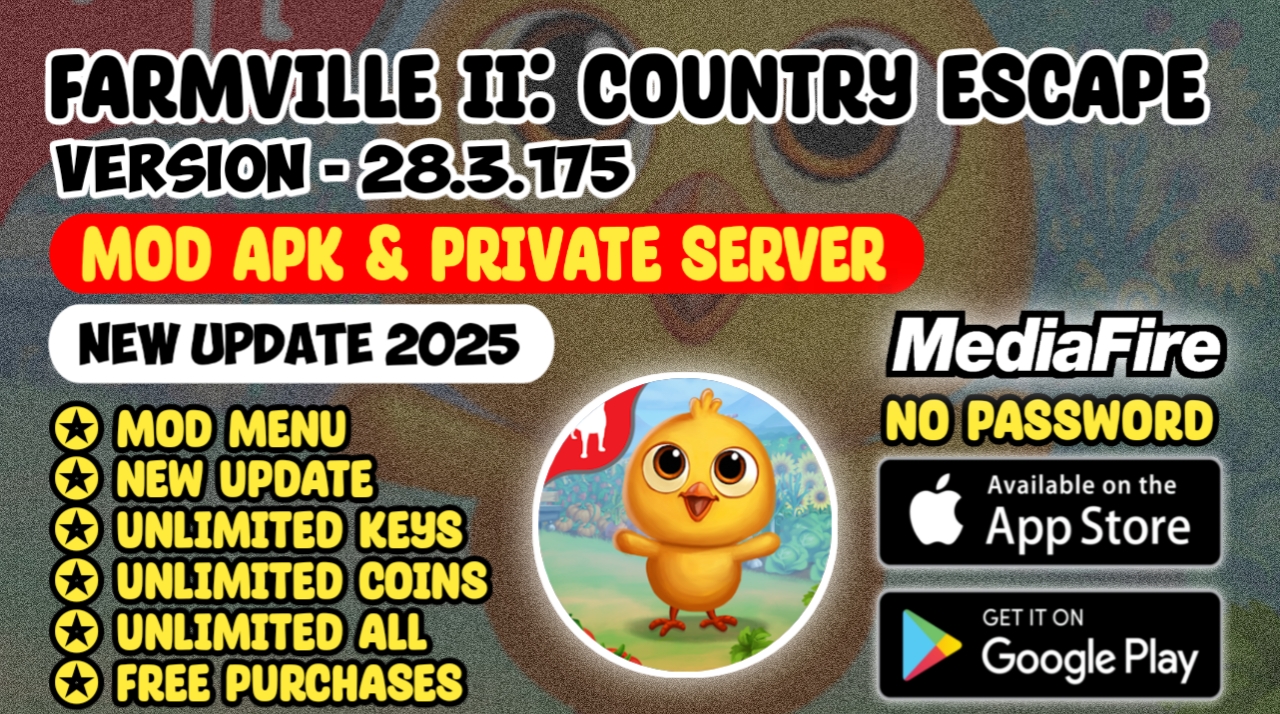 FARMVILLE II: COUNTRY ESCAPE
VERSION - 28.3.175
MOD APK & PRIVATE SERVER
NEW UPDATE 2025
MOD MENU
NEW UPDATE
UNLIMITED KEYS
UNLIMITED COINS
UNLIMITED ALL
FREE PURCHASES
MediaFire
NO PASSWORD
Available on the
App Store
GET IT ON
Google Play